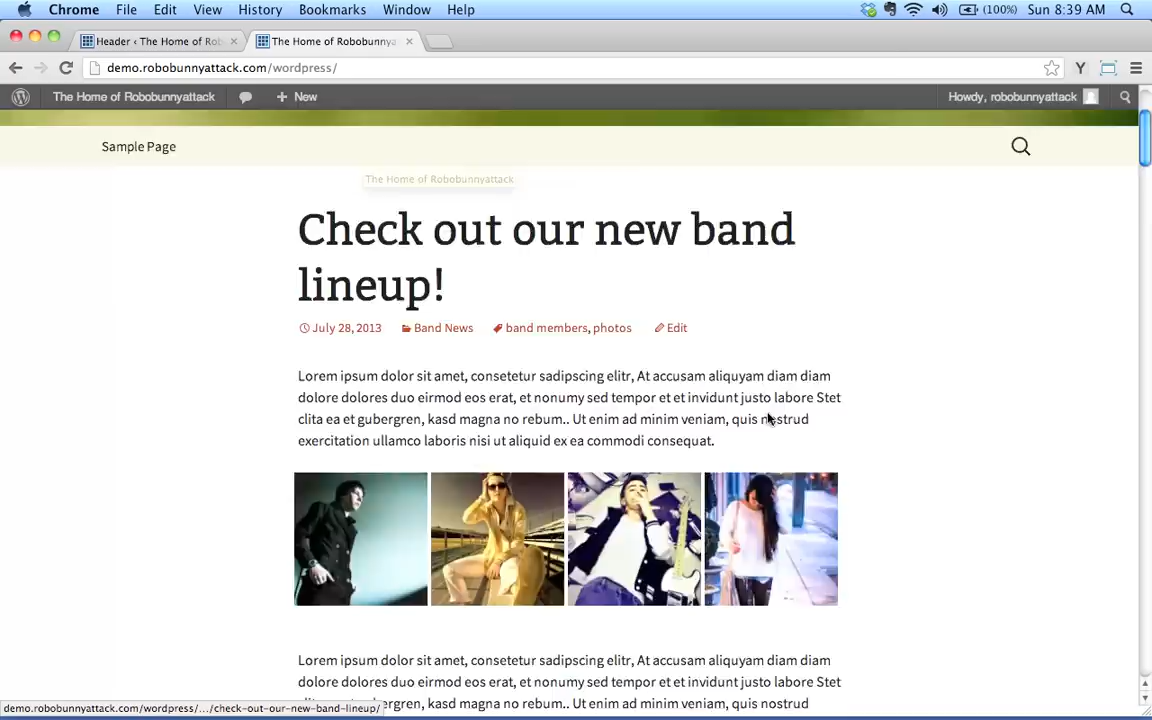 Chrome File Edit View History Bookmarks Window Help (100%) Sun 8:39 AM
Header ‹ The Home of Rob The Home of Robobunnya
demo.robobunnyattack.com/wordpress/
The Home of Robobunnyattack New Howdy, robobunnyattack
Sample Page
The Home of Robobunnyattack
Check out our new band
lineup!
July 28, 2013 Band News band members, photos Edit
Lorem ipsum dolor sit amet, consetetur sadipscing elitr, At accusam aliquyam diam diam
dolore dolores duo eirmod eos erat, et nonumy sed tempor et et invidunt justo labore Stet
clita ea et gubergren, kasd magna no rebum.. Ut enim ad minim veniam, quis nostrud
exercitation ullamco laboris nisi ut aliquid ex ea commodi consequat.
Lorem ipsum dolor sit amet, consetetur sadipscing elitr, At accusam aliquyam diam diam
dolore dolores duo eirmod eos erat, et nonumy sed tempor et et invidunt justo labore Stet
gubergren, kasd magna no rebum.. Ut enim ad minim veniam, quis nostrud
demo.robobunnyattack.com/wordpress/.../check-out-our-new-band-lineup/